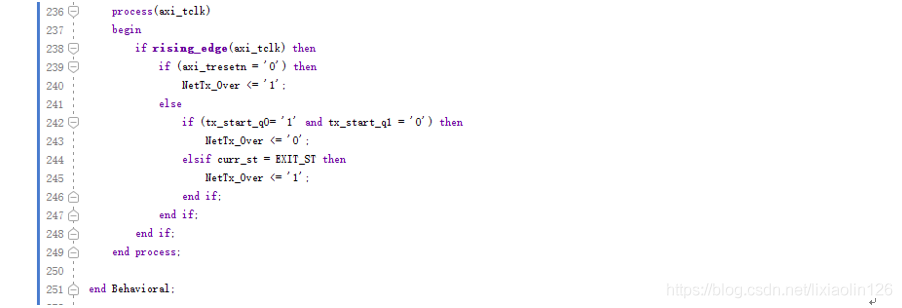 236 process(axi_tclk)
237 begin
238 if rising_edge(axi_tclk) then
239 if (axi_tresetn = '0') then
240 NetTx_Over <= '1';
241 else
242 if (tx_start_q0= '1' and tx_start_q1 = '0') then
243 NetTx_Over <= '0';
244 elsif curr_st = EXIT_ST then
245 NetTx_Over <= '1';
246 end if;
247 end if;
248 end if;
249 end process;
250
251 end Behavioral;
https://blog.csdn.net/lixiaolin126